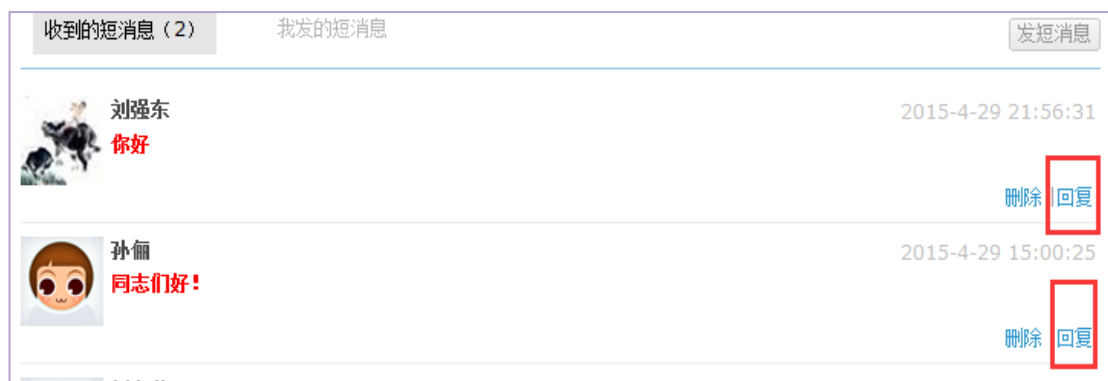 收到的短消息（2） 我发的短消息 发短消息
刘强东 2015-4-29 21:56:31
你好
删除 | 回复
孙俪 2015-4-29 15:00:25
同志们好！
删除 回复